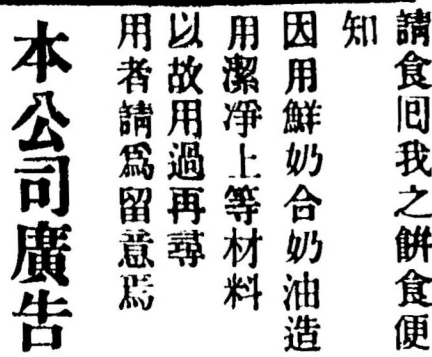 請食囘我之餠食便
知
因用鮮奶合奶油造
用潔淨上等材料
以故用過再尋
用者請爲留意焉
本公司廣告